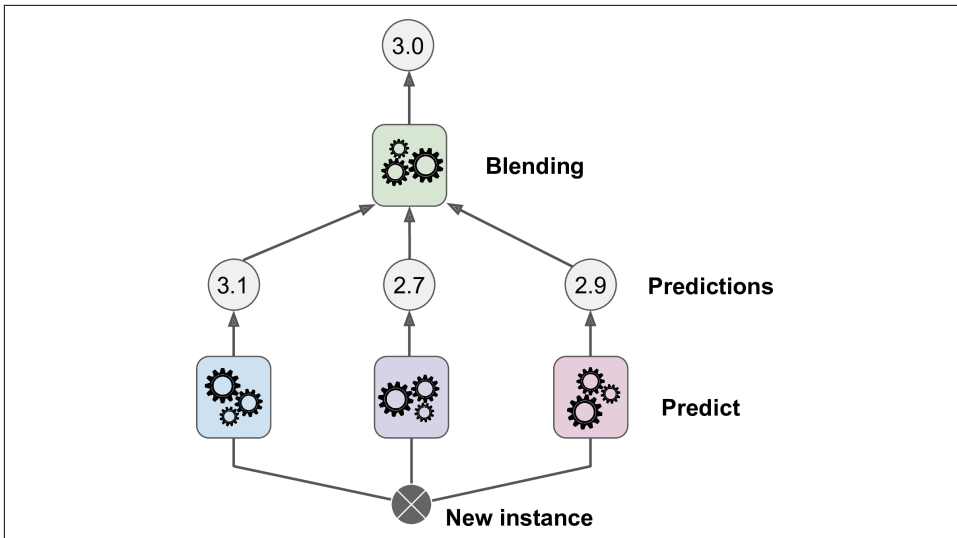 3.0
Blending
3.1
2.7
2.9
Predictions
Predict
New instance